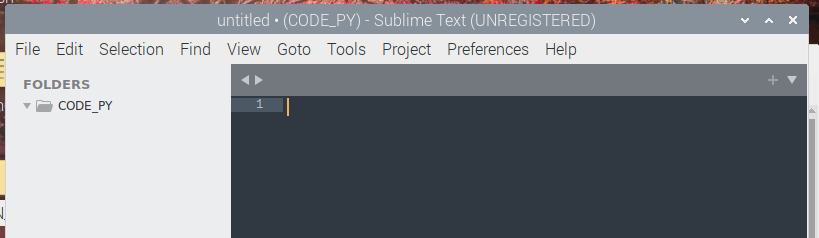 untitled • (CODE_PY) - Sublime Text (UNREGISTERED)
File Edit Selection Find View Goto Tools Project Preferences Help
FOLDERS
CODE_PY
1